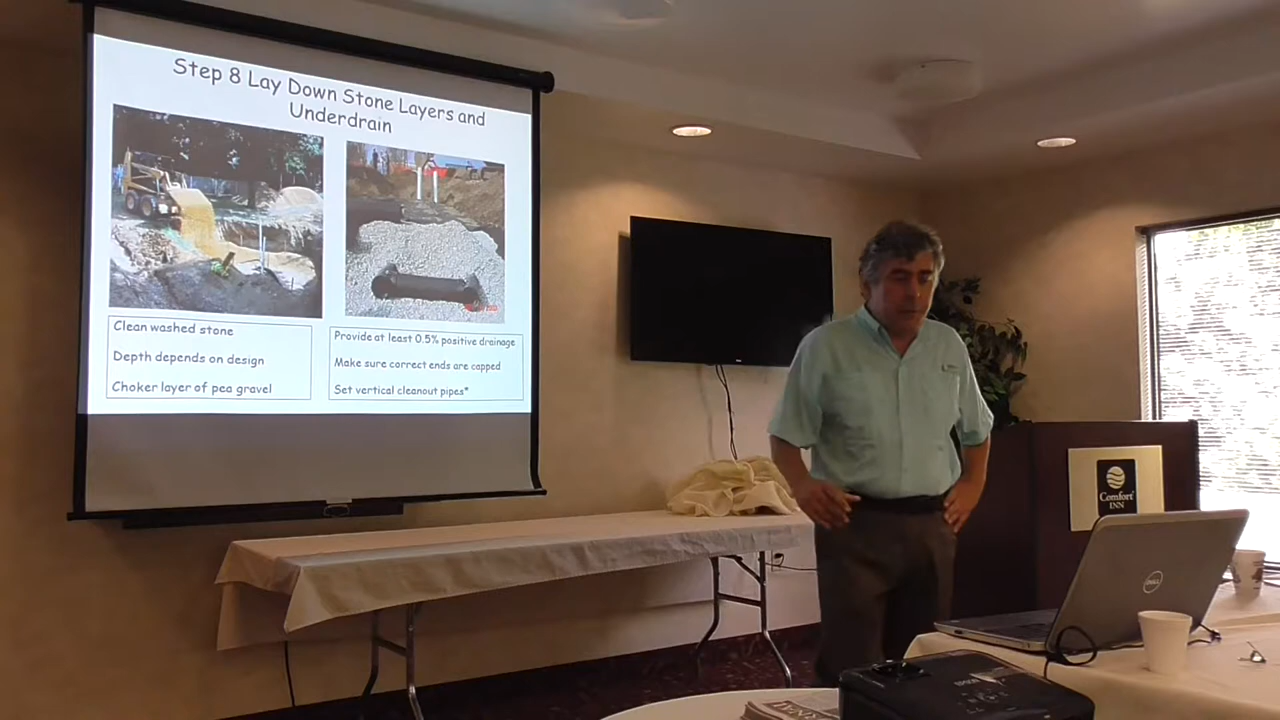 Step 8 Lay Down Stone Layers and
Underdrain
Clean washed stone
Depth depends on design
Choker layer of pea gravel
Provide at least 0.5% positive drainage
Make sure correct ends are capped
Set vertical cleanout pipes
Comfort
INN
DELL
EPSON